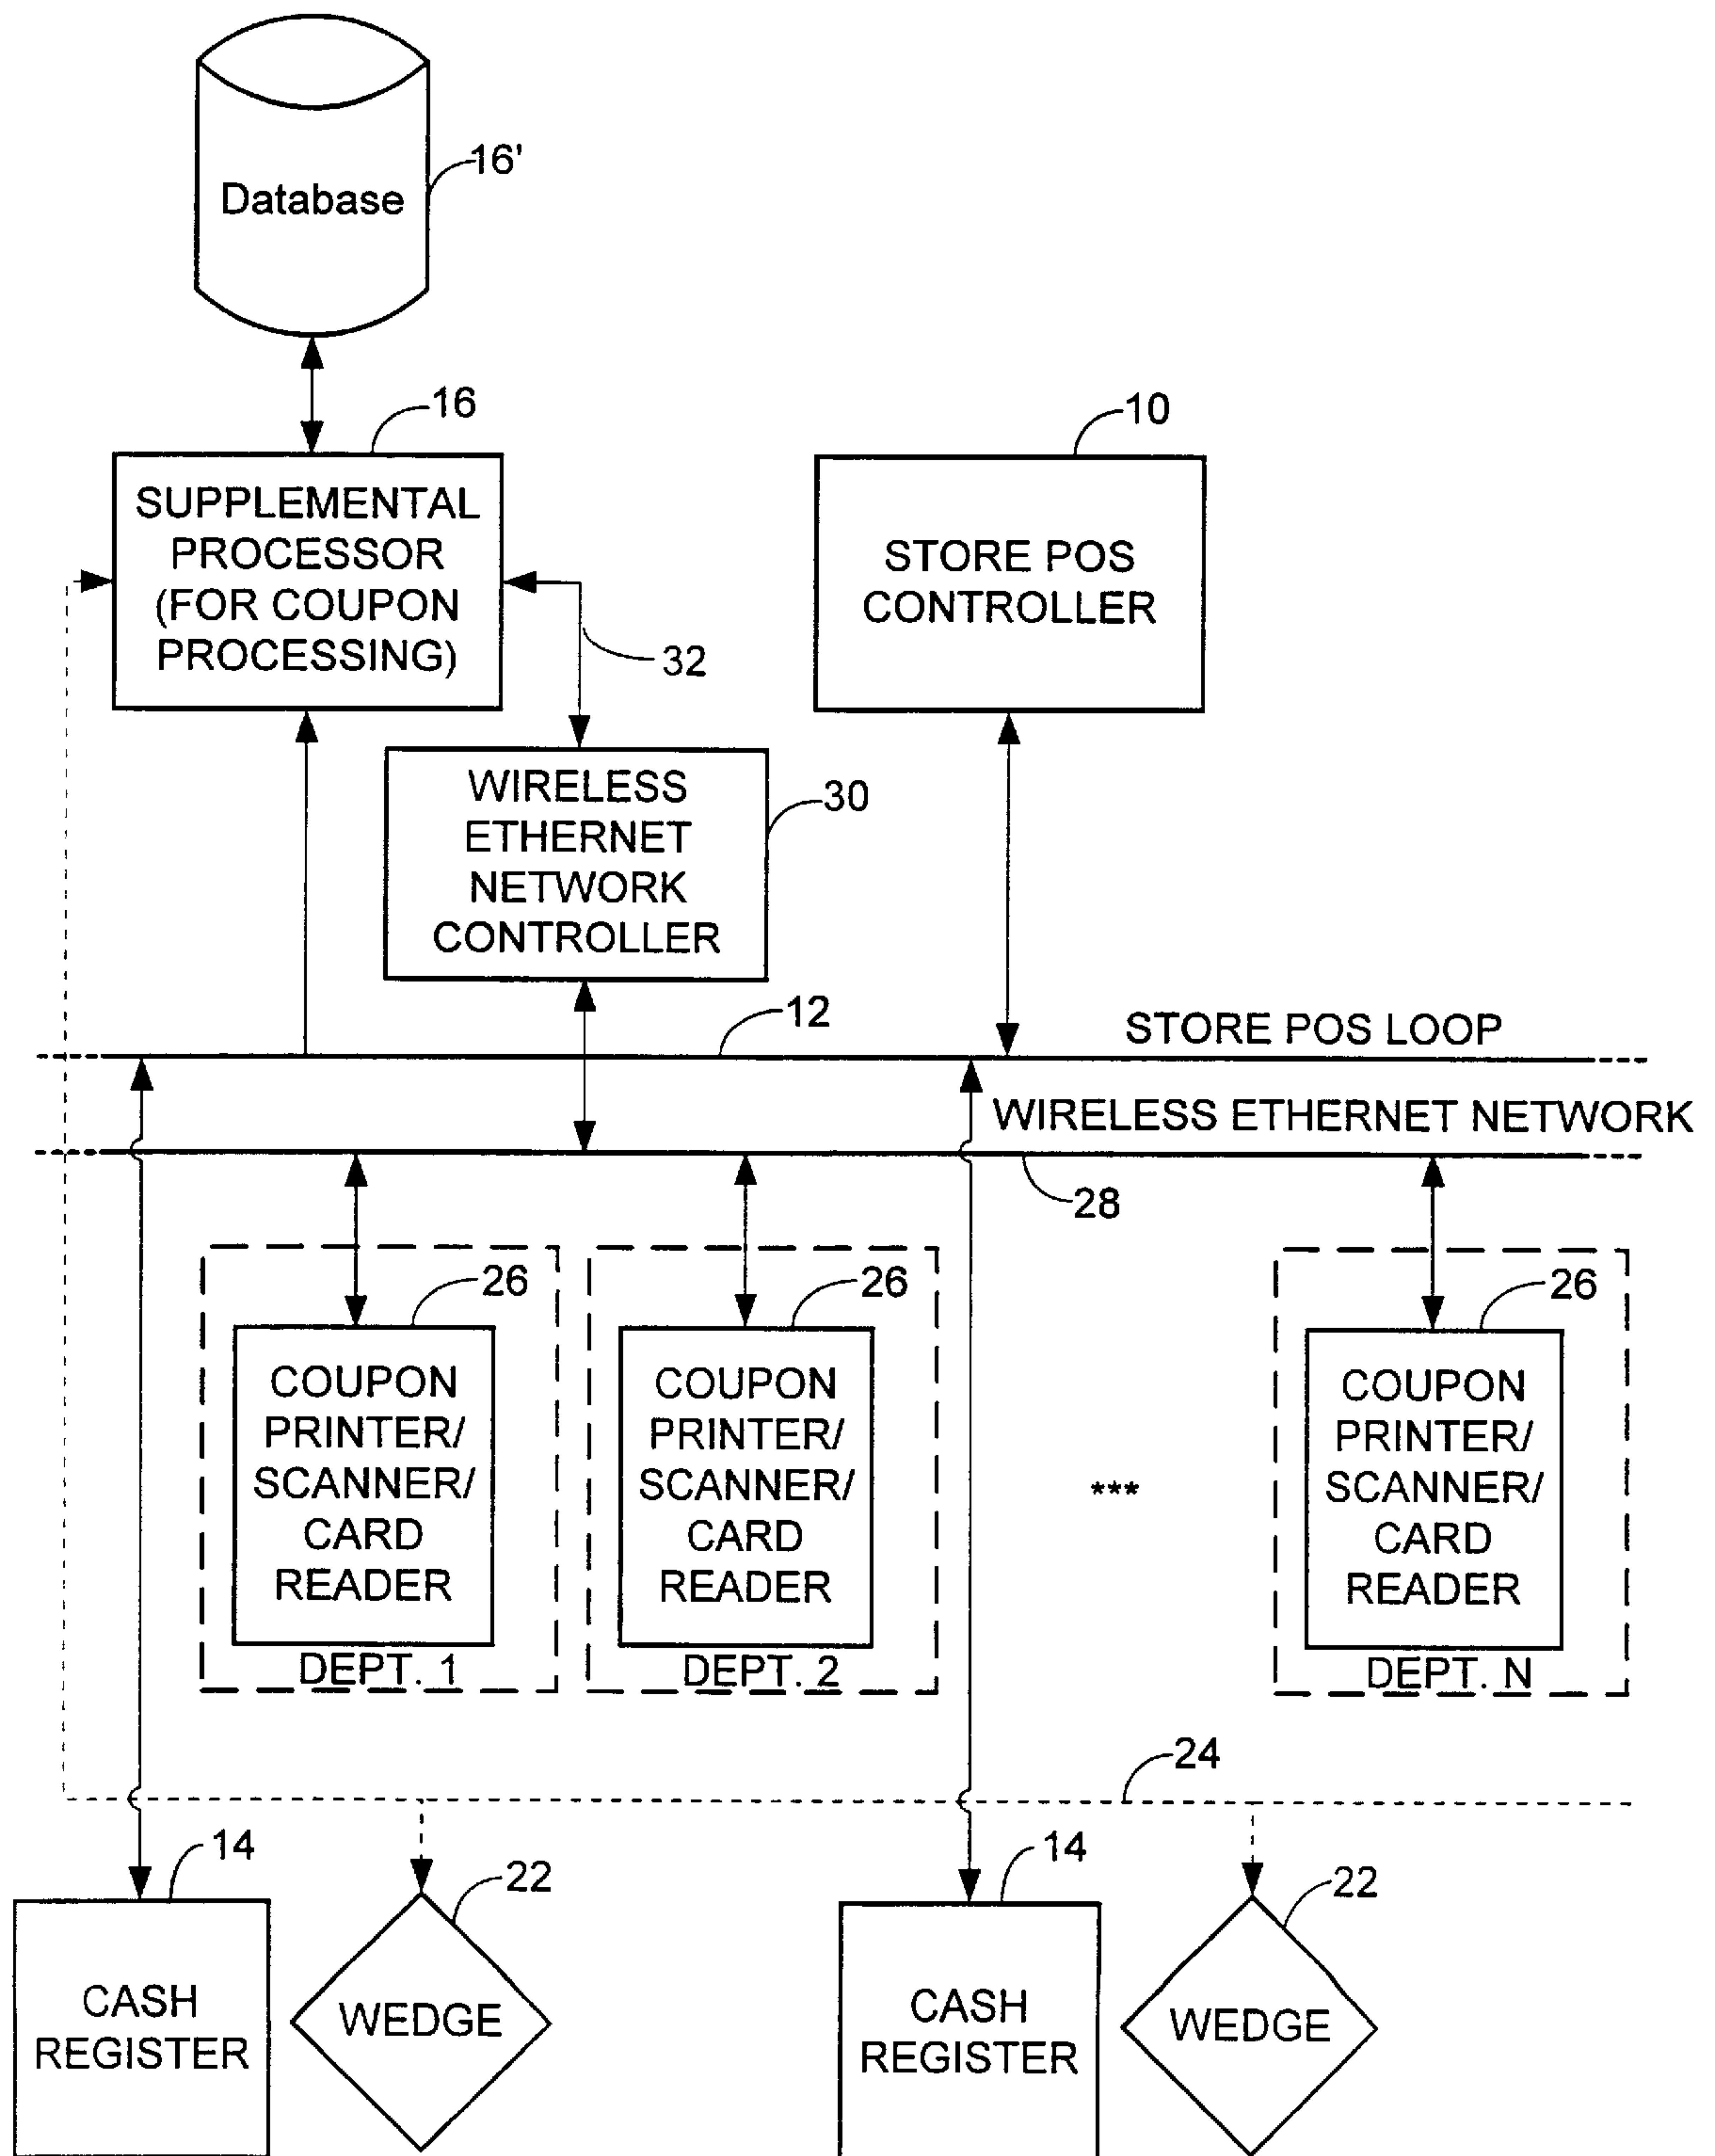 Database
16'
16
10
SUPPLEMENTAL
PROCESSOR
(FOR COUPON
PROCESSING)
STORE POS
CONTROLLER
32
WIRELESS
ETHERNET
NETWORK
CONTROLLER
30
12
STORE POS LOOP
WIRELESS ETHERNET NETWORK
28
26
COUPON
PRINTER/
SCANNER/
CARD
READER
DEPT. 1
26
COUPON
PRINTER/
SCANNER/
CARD
READER
DEPT. 2
***
26
COUPON
PRINTER/
SCANNER/
CARD
READER
DEPT. N
24
14
CASH
REGISTER
22
WEDGE
14
CASH
REGISTER
22
WEDGE